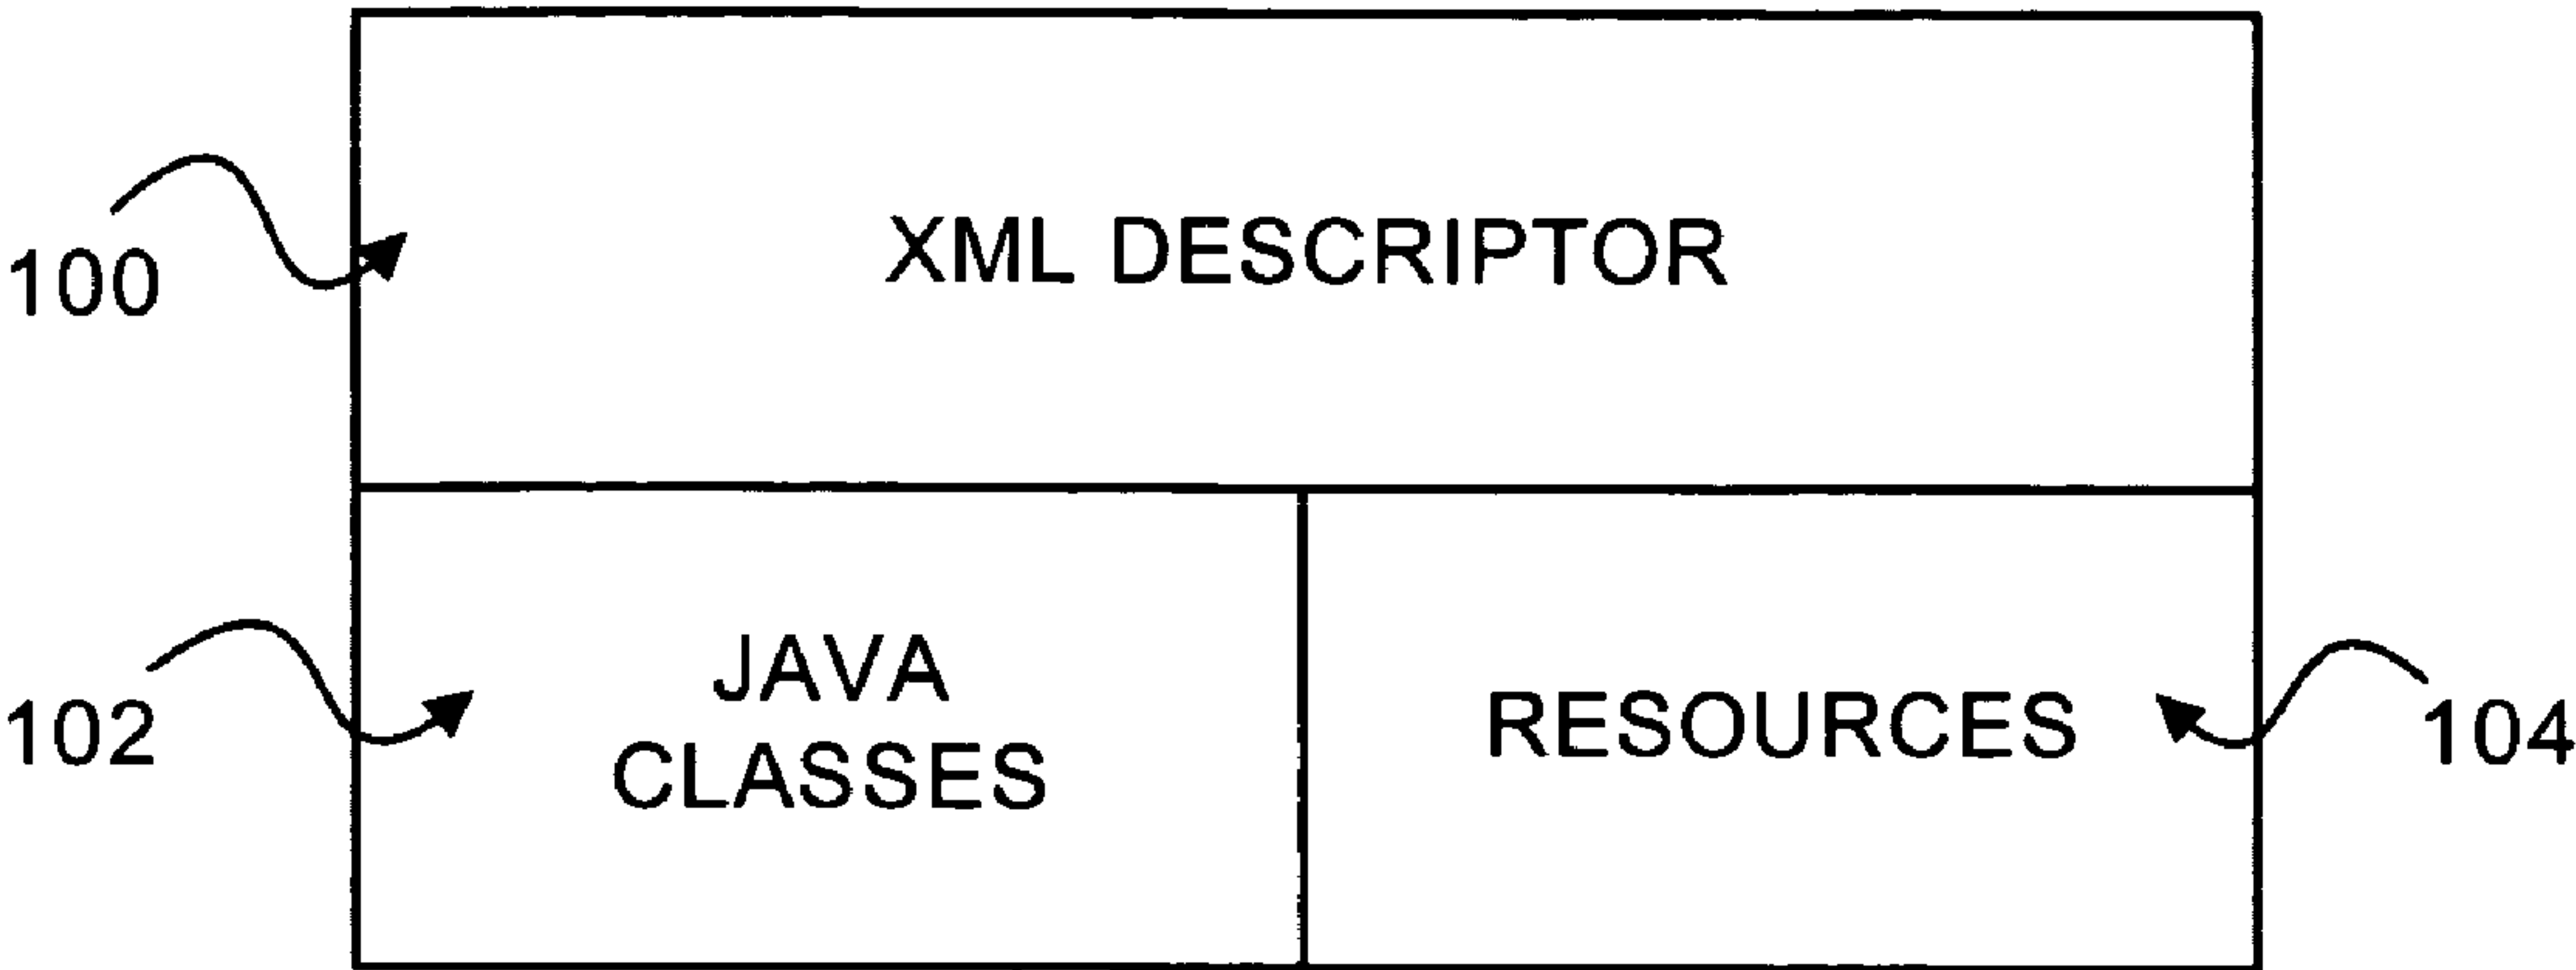 XML DESCRIPTOR
100
JAVA
CLASSES
RESOURCES
102
104